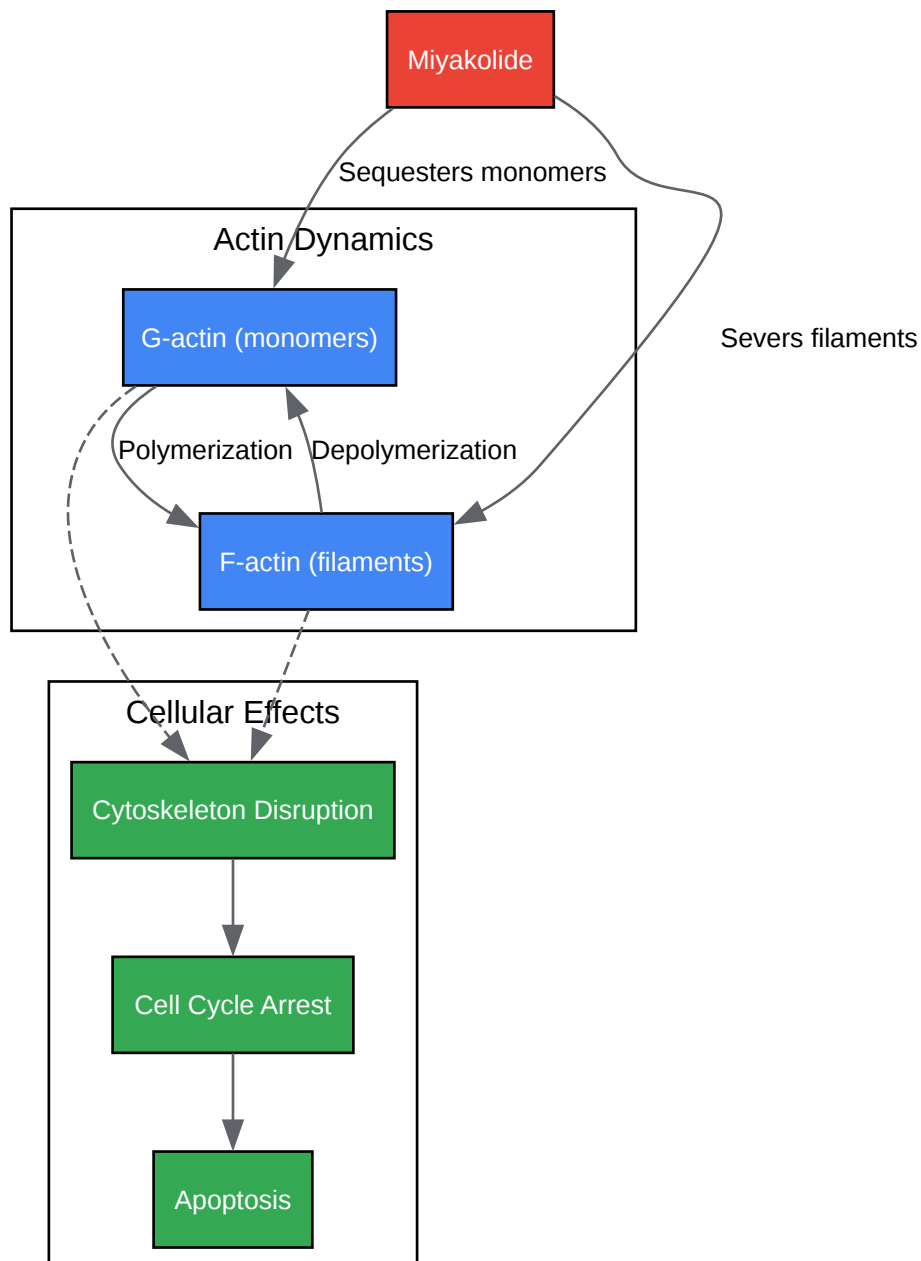 Miyakolide
Sequesters monomers
Actin Dynamics
G-actin (monomers)
Severs filaments
Polymerization
Depolymerization
F-actin (filaments)
Cellular Effects
Cytoskeleton Disruption
Cell Cycle Arrest
Apoptosis